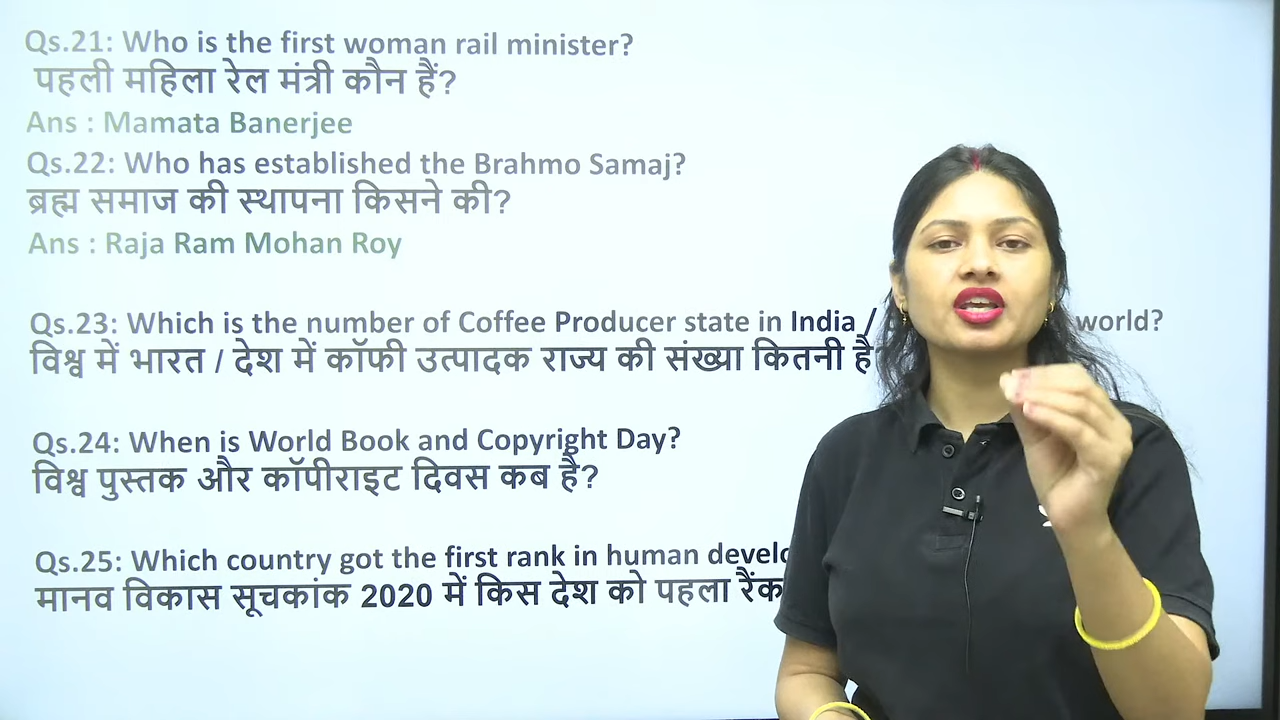 Qs.21: Who is the first woman rail minister?
पहली महिला रेल मंत्री कौन हैं?
Ans : Mamata Banerjee
Qs.22: Who has established the Brahmo Samaj?
ब्रह्म समाज की स्थापना किसने की?
Ans : Raja Ram Mohan Roy
Qs.23: Which is the number of Coffee Producer state in India / world?
विश्व में भारत / देश में कॉफी उत्पादक राज्य की संख्या कितनी है
Qs.24: When is World Book and Copyright Day?
विश्व पुस्तक और कॉपीराइट दिवस कब है?
Qs.25: Which country got the first rank in human
मानव विकास सूचकांक 2020 में किस देश को पहला रैंक